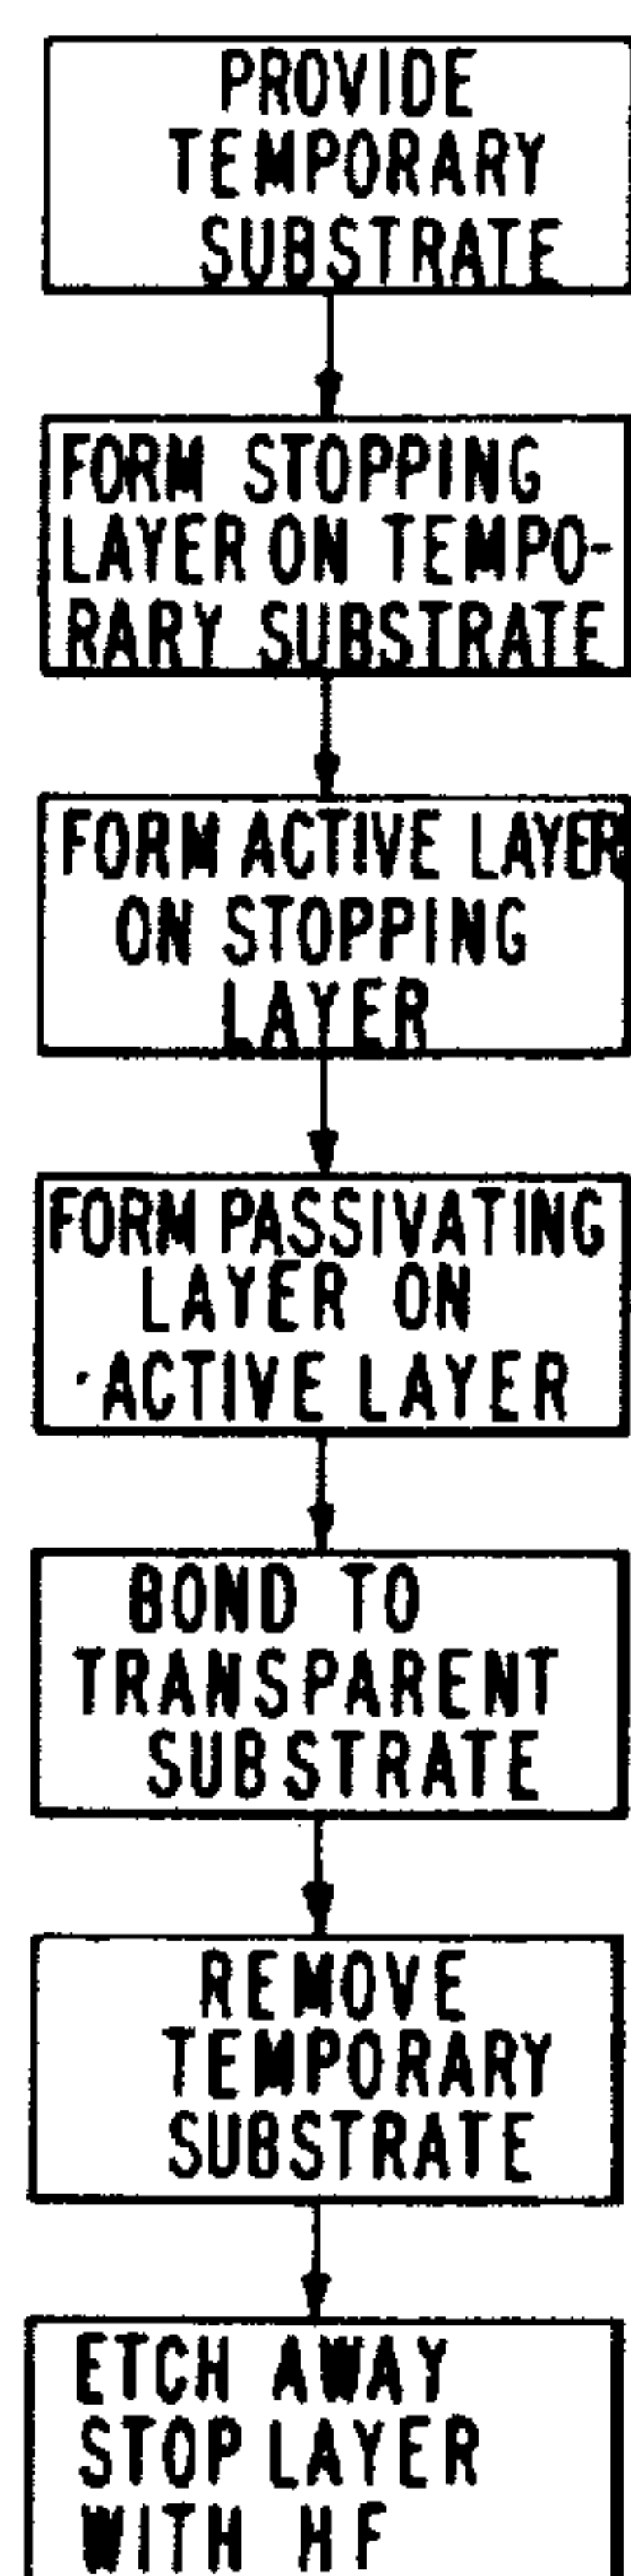 PROVIDE
TEMPORARY
SUBSTRATE
FORM STOPPING
LAYER ON TEMPO-
RARY SUBSTRATE
FORM ACTIVE LAYER
ON STOPPING
LAYER
FORM PASSIVATING
LAYER ON
ACTIVE LAYER
BOND TO
TRANSPARENT
SUBSTRATE
REMOVE
TEMPORARY
SUBSTRATE
ETCH AWAY
STOP LAYER
WITH HF